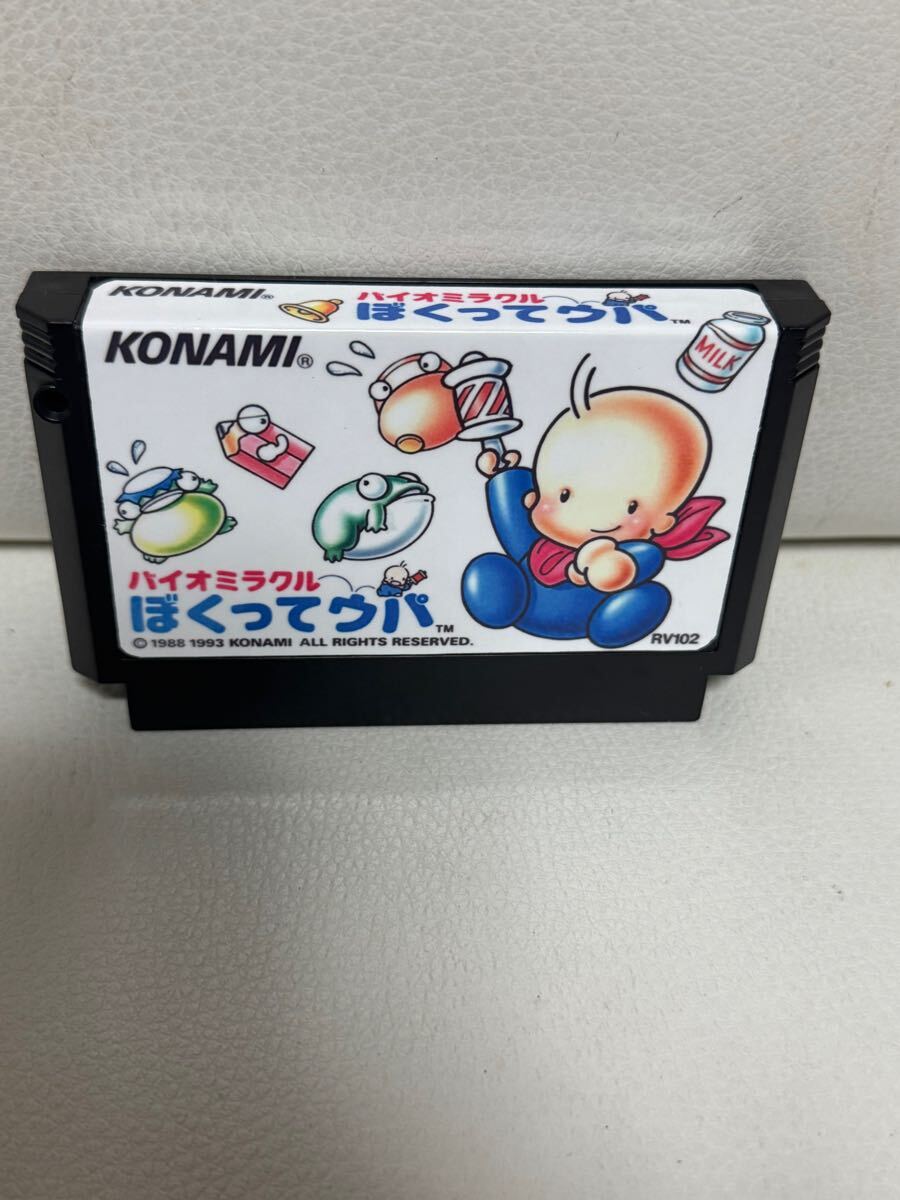 KONAMI®
バイオミラクル
ぼくってウパ™
KONAMI®
MILK
バイオミラクル
ぼくってウパ™
© 1988 1993 KONAMI ALL RIGHTS RESERVED.
RV102